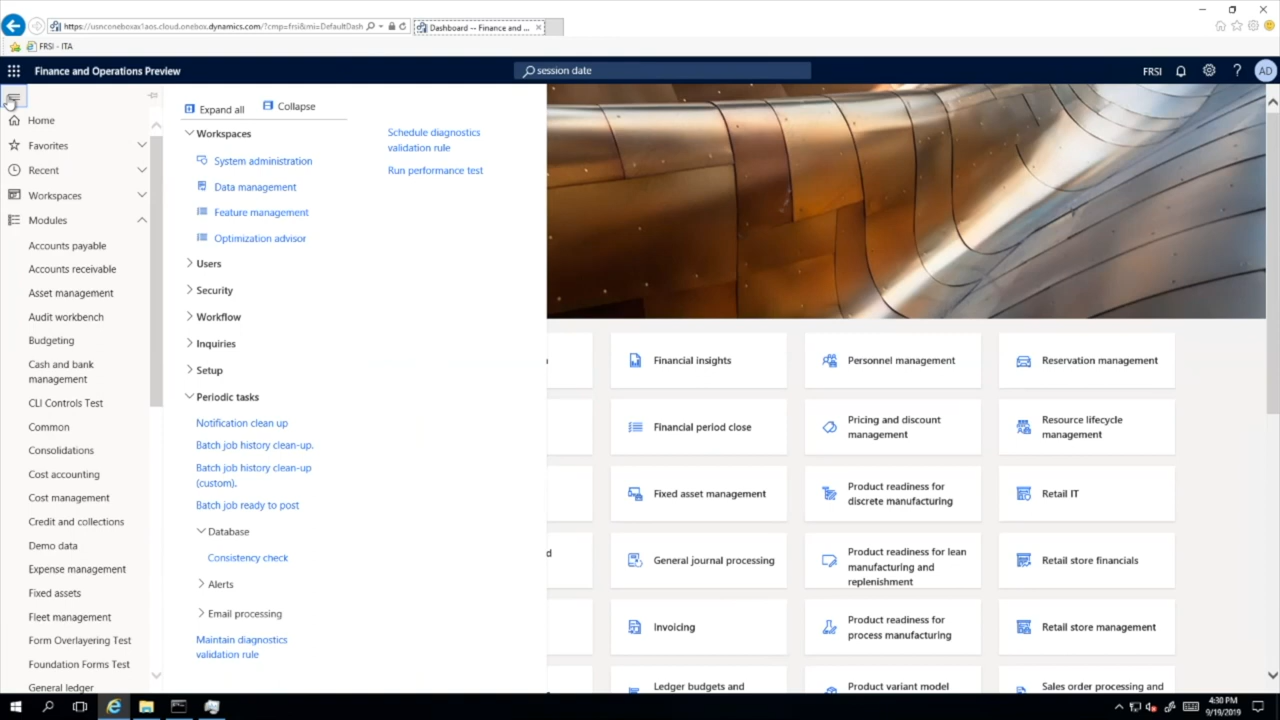 https://usnconeboxax1aos.cloud.onebox.dynamics.com/?cmp=frsi&mi=DefaultDash
Dashboard -- Finance and ...
FRSI - ITA
Finance and Operations Preview
session date
FRSI
?
AD
Home
Favorites
Recent
Workspaces
Modules
Accounts payable
Accounts receivable
Asset management
Audit workbench
Budgeting
Cash and bank
management
CLI Controls Test
Common
Consolidations
Cost accounting
Cost management
Credit and collections
Demo data
Expense management
Fixed assets
Fleet management
Form Overlayering Test
Foundation Forms Test
General ledger
Expand all
Collapse
Workspaces
System administration
Data management
Feature management
Optimization advisor
Users
Security
Workflow
Inquiries
Setup
Periodic tasks
Notification clean up
Batch job history clean-up.
Batch job history clean-up
(custom).
Batch job ready to post
Database
Consistency check
Alerts
Email processing
Maintain diagnostics
validation rule
Schedule diagnostics
validation rule
Run performance test
d
Financial insights
Financial period close
Fixed asset management
General journal processing
Invoicing
Ledger budgets and
Personnel management
Pricing and discount
management
Product readiness for
discrete manufacturing
Product readiness for lean
manufacturing and
replenishment
Product readiness for
process manufacturing
Product variant model
Reservation management
Resource lifecycle
management
Retail IT
Retail store financials
Retail store management
Sales order processing and
4:30 PM
9/19/2019